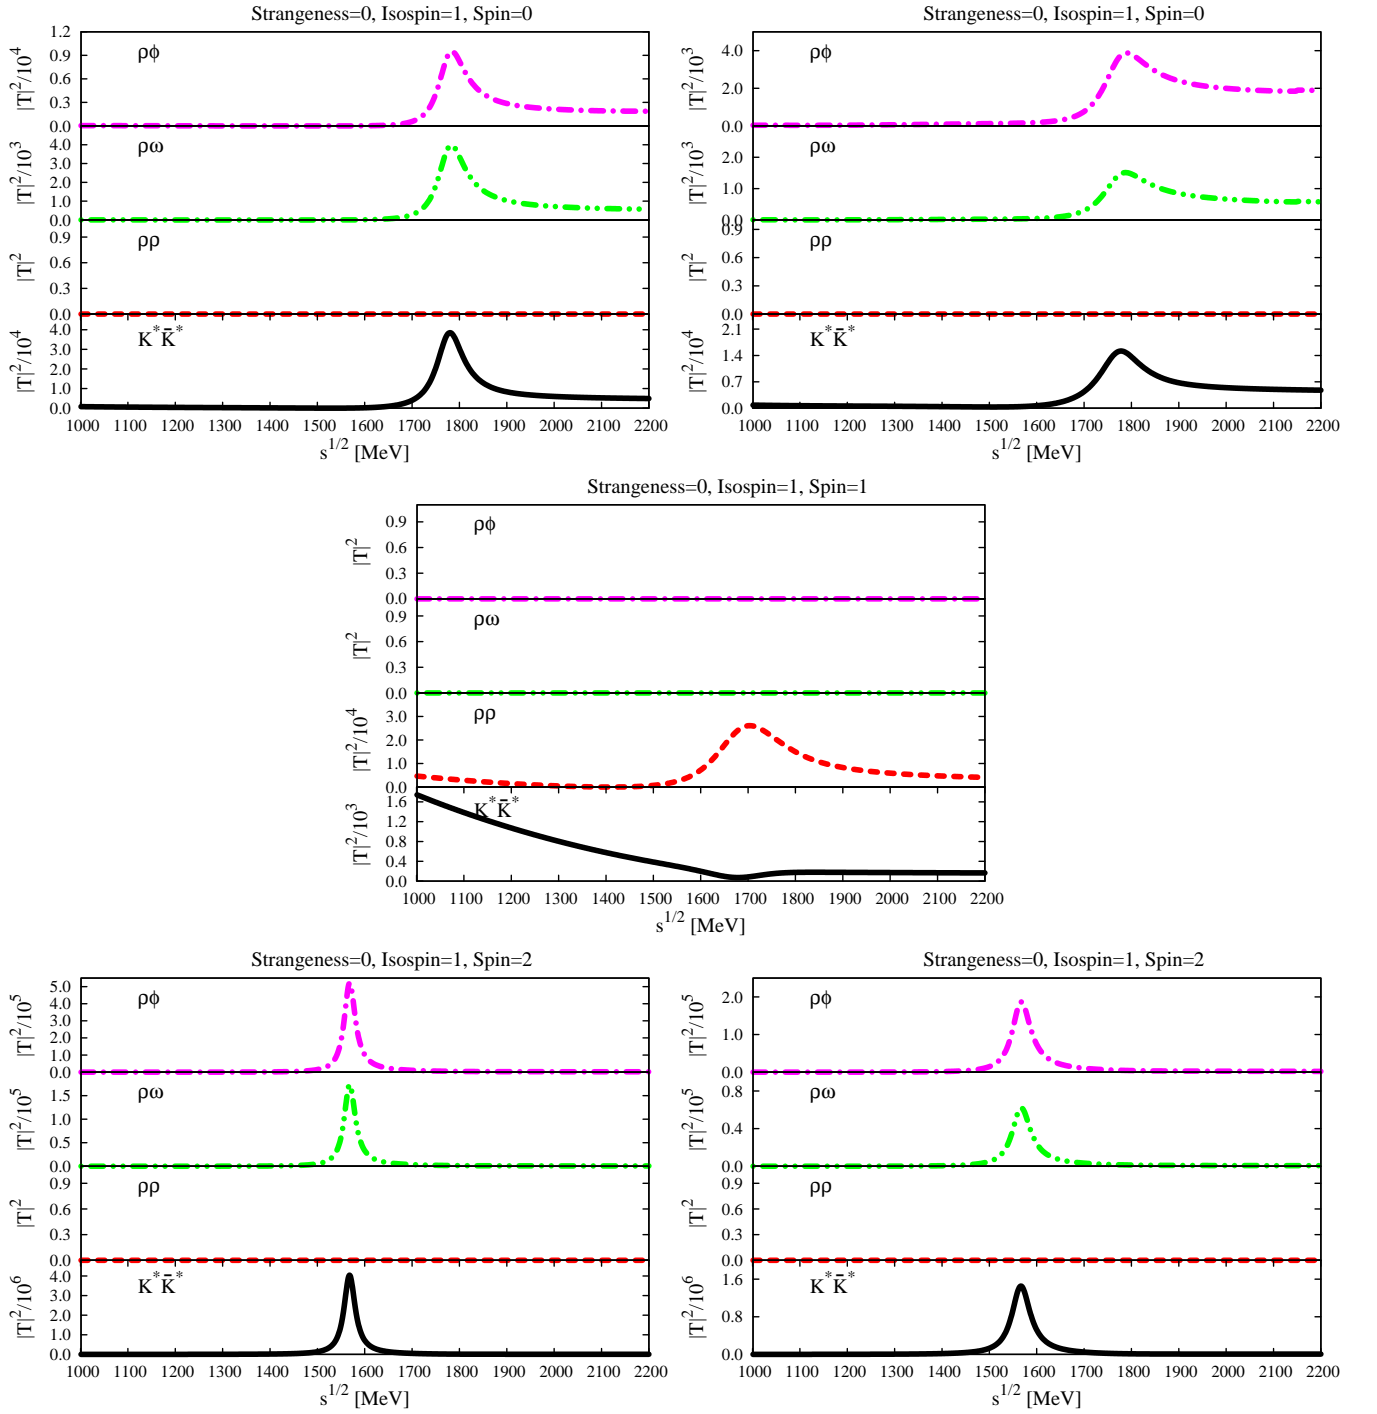 Strangeness=0, Isospin=1, Spin=0
ρϕ
|T|²/10⁴
1.2
0.9
0.6
0.3
0.0
ρω
|T|²/10³
4.0
3.0
2.0
1.0
0.0
ρρ
|T|²
0.9
0.6
0.3
0.0
K*K̄*
|T|²/10⁴
4.0
3.0
2.0
1.0
0.0
1000 1100 1200 1300 1400 1500 1600 1700 1800 1900 2000 2100 2200
s^1/2 [MeV]
Strangeness=0, Isospin=1, Spin=0
ρϕ
|T|²/10³
4.0
2.0
0.0
ρω
|T|²/10³
2.0
1.0
0.0
ρρ
|T|²
0.9
0.6
0.3
0.0
K*K̄*
|T|²/10⁴
2.1
1.4
0.7
0.0
1000 1100 1200 1300 1400 1500 1600 1700 1800 1900 2000 2100 2200
s^1/2 [MeV]
Strangeness=0, Isospin=1, Spin=1
ρϕ
|T|²
0.9
0.6
0.3
0.0
ρω
|T|²
0.9
0.6
0.3
0.0
ρρ
|T|²/10⁴
3.0
2.0
1.0
0.0
K*K̄*
|T|²/10³
1.6
1.2
0.8
0.4
0.0
1000 1100 1200 1300 1400 1500 1600 1700 1800 1900 2000 2100 2200
s^1/2 [MeV]
Strangeness=0, Isospin=1, Spin=2
ρϕ
|T|²/10⁵
5.0
4.0
3.0
2.0
1.0
0.0
ρω
|T|²/10⁵
1.5
1.0
0.5
0.0
ρρ
|T|²
0.9
0.6
0.3
0.0
K*K̄*
|T|²/10⁶
4.0
3.0
2.0
1.0
0.0
1000 1100 1200 1300 1400 1500 1600 1700 1800 1900 2000 2100 2200
s^1/2 [MeV]
Strangeness=0, Isospin=1, Spin=2
ρϕ
|T|²/10⁵
2.0
1.0
0.0
ρω
|T|²/10⁵
0.8
0.4
0.0
ρρ
|T|²
0.9
0.6
0.3
0.0
K*K̄*
|T|²/10⁶
1.6
0.8
0.0
1000 1100 1200 1300 1400 1500 1600 1700 1800 1900 2000 2100 2200
s^1/2 [MeV]